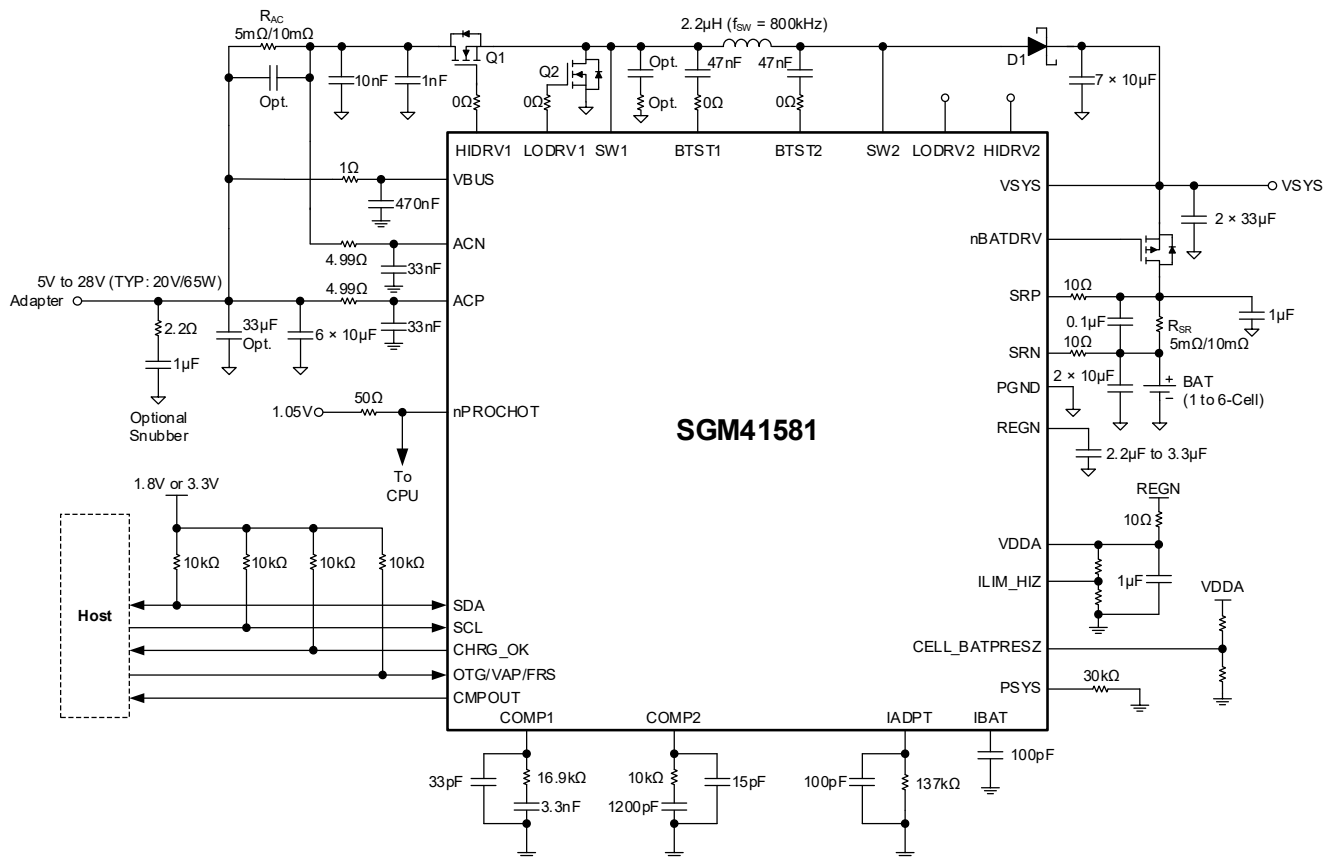 R_AC
5mΩ/10mΩ
2.2μH (f_SW = 800kHz)
Q1
D1
Opt.
10nF
1nF
Q2
Opt.
47nF
47nF
7 × 10μF
0Ω
0Ω
Opt.
0Ω
0Ω
HIDRV1
LODRV1
SW1
BTST1
BTST2
SW2
LODRV2
HIDRV2
1Ω
VBUS
VSYS
VSYS
470nF
2 × 33μF
nBATDRV
ACN
4.99Ω
33nF
5V to 28V (TYP: 20V/65W)
Adapter
4.99Ω
ACP
SRP
10Ω
2.2Ω
33μF
Opt.
6 × 10μF
33nF
0.1μF
R_SR
5mΩ/10mΩ
1μF
1μF
SRN
10Ω
2 × 10μF
PGND
+
BAT
−
(1 to 6-Cell)
Optional
Snubber
1.05V
50Ω
nPROCHOT
SGM41581
REGN
2.2μF to 3.3μF
To
CPU
1.8V or 3.3V
REGN
10Ω
VDDA
10kΩ
10kΩ
10kΩ
10kΩ
ILIM_HIZ
1μF
VDDA
Host
SDA
SCL
CHRG_OK
OTG/VAP/FRS
CMPOUT
CELL_BATPRESZ
PSYS
30kΩ
COMP1
COMP2
IADPT
IBAT
33pF
16.9kΩ
3.3nF
10kΩ
15pF
1200pF
100pF
137kΩ
100pF